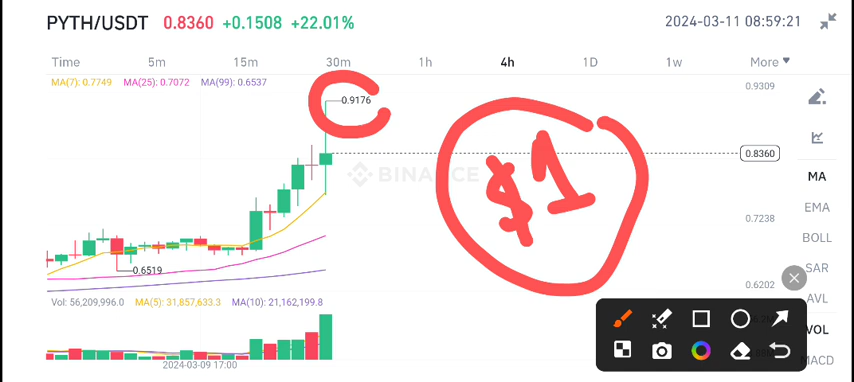 PYTH/USDT 0.8360 +0.1508 +22.01% 2024-03-11 08:59:21
Time 5m 15m 30m 1h 4h 1D 1w More
MA(7): 0.7749 MA(25): 0.7072 MA(99): 0.6537
0.9309
0.9176
$1
0.8360
BINANCE
MA
EMA
0.7238
BOLL
SAR
0.6519
0.6202
AVL
Vol: 56,209,996.0 MA(5): 31,857,633.3 MA(10): 21,162,199.8
VOL
MACD
2024-03-09 17:00